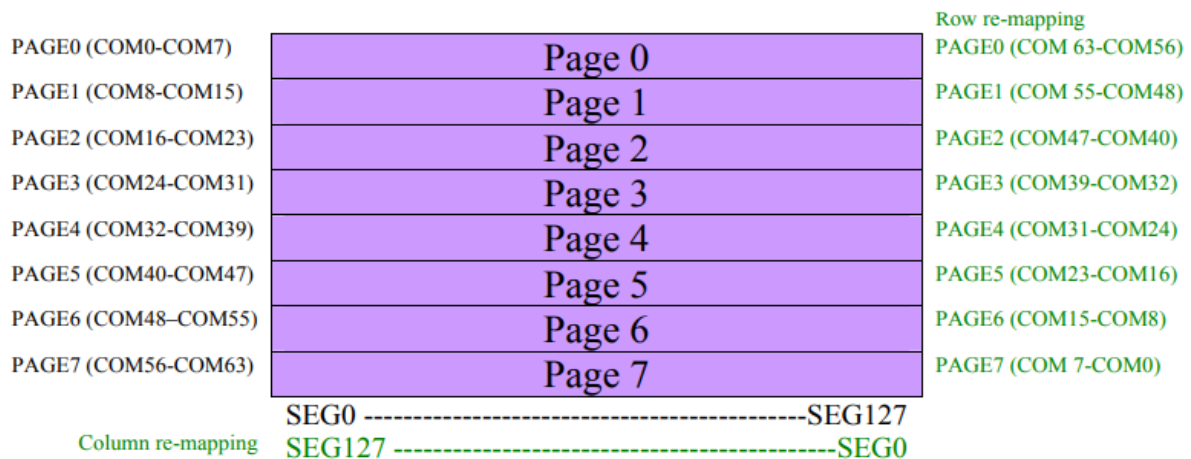 Row re-mapping
PAGE0 (COM0-COM7) Page 0 PAGE0 (COM 63-COM56)
PAGE1 (COM8-COM15) Page 1 PAGE1 (COM 55-COM48)
PAGE2 (COM16-COM23) Page 2 PAGE2 (COM47-COM40)
PAGE3 (COM24-COM31) Page 3 PAGE3 (COM39-COM32)
PAGE4 (COM32-COM39) Page 4 PAGE4 (COM31-COM24)
PAGE5 (COM40-COM47) Page 5 PAGE5 (COM23-COM16)
PAGE6 (COM48–COM55) Page 6 PAGE6 (COM15-COM8)
PAGE7 (COM56-COM63) Page 7 PAGE7 (COM 7-COM0)
SEG0 ---------------------------------------------SEG127
Column re-mapping SEG127 ---------------------------------------------SEG0